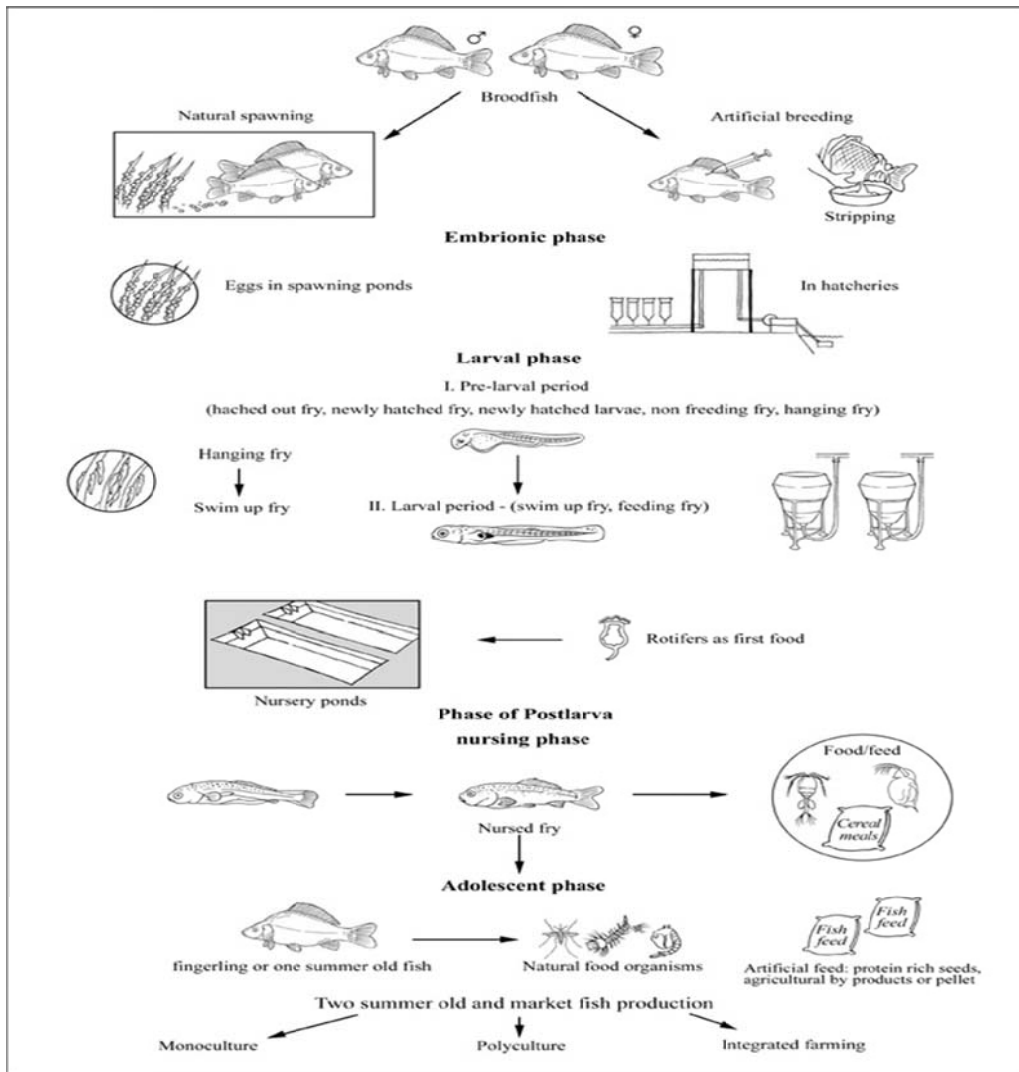 ♂ ♀
Broodfish
Natural spawning
Artificial breeding
Stripping
Embrionic phase
Eggs in spawning ponds
In hatcheries
Larval phase
I. Pre-larval period
(hached out fry, newly hatched fry, newly hatched larvae, non freeding fry, hanging fry)
Hanging fry
Swim up fry
II. Larval period - (swim up fry, feeding fry)
Rotifers as first food
Nursery ponds
Phase of Postlarva
nursing phase
Food/feed
Cereal
meals
Nursed fry
Adolescent phase
Fish
feed
Fish
feed
fingerling or one summer old fish
Natural food organisms
Artificial feed: protein rich seeds,
agricultural by products or pellet
Two summer old and market fish production
Monoculture
Polyculture
Integrated farming